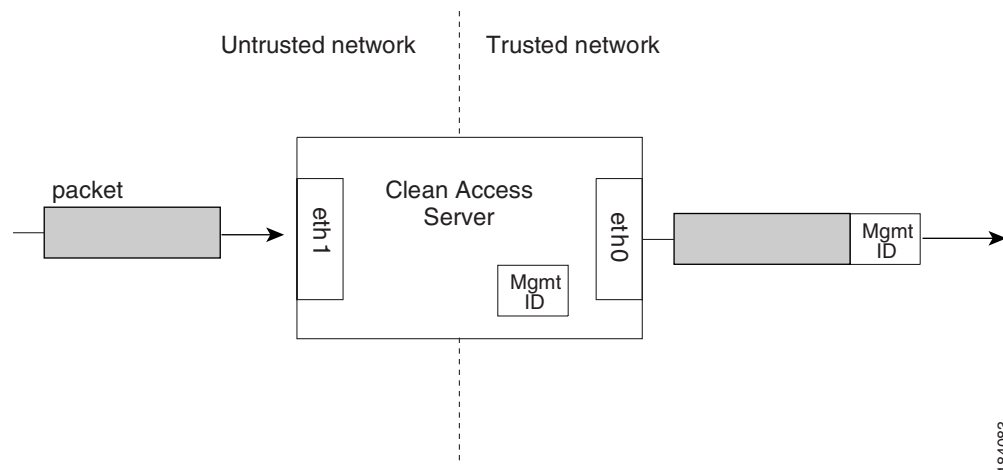 Untrusted network
Trusted network
packet
Clean Access
Server
eth1
eth0
Mgmt
ID
Mgmt
ID